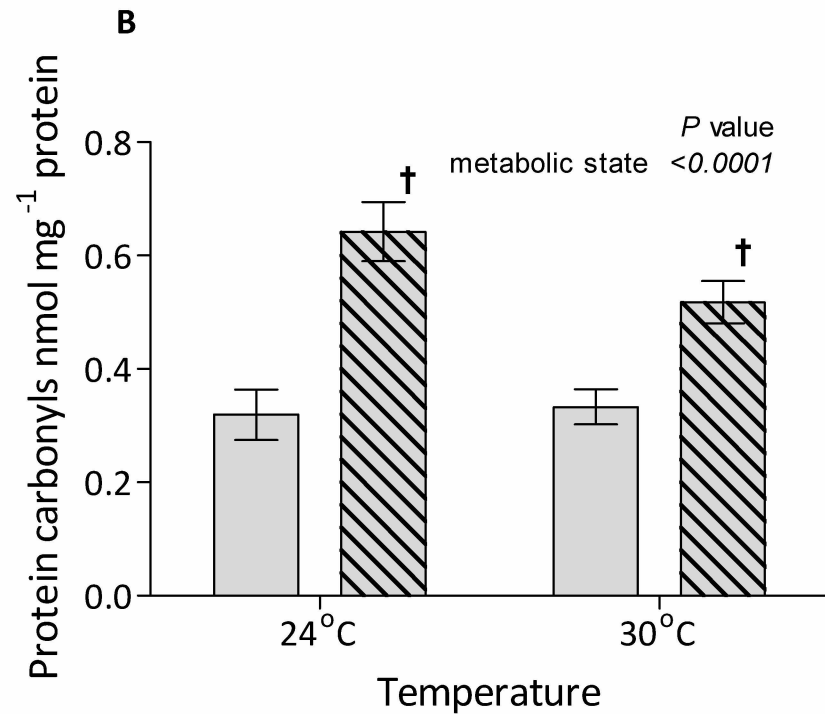 B
P value
metabolic state <0.0001
†
†
0.8
0.6
0.4
0.2
0.0
Protein carbonyls nmol mg⁻¹ protein
24°C
30°C
Temperature